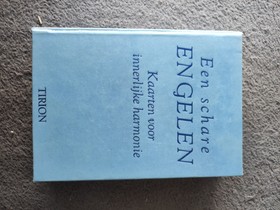 Een schare
ENGELEN
Kaarten voor
innerlijke harmonie
TIRION